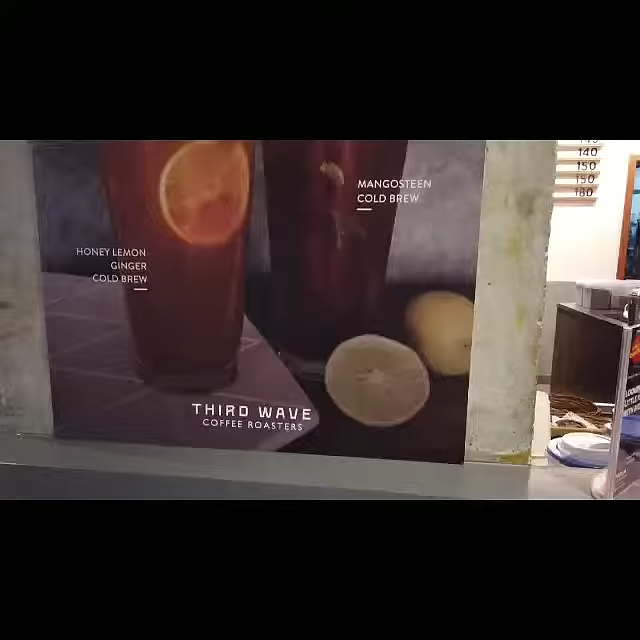 MANGOSTEEN
COLD BREW
HONEY LEMON
GINGER
COLD BREW
THIRD WAVE
COFFEE ROASTERS
140
150
150
180